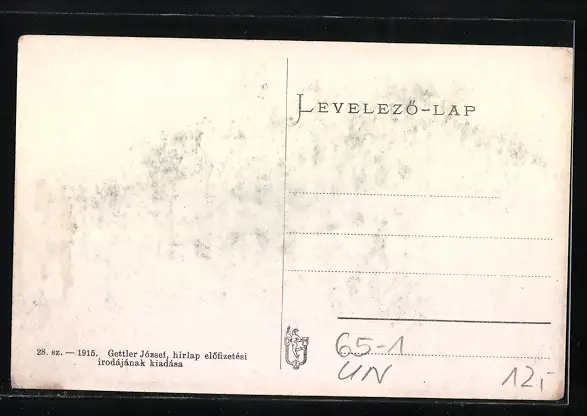 LEVELEZŐ-LAP
28. sz. — 1915. Gettler József, hirlap előfizetési
irodájának kiadása
65-1
UN
12,-